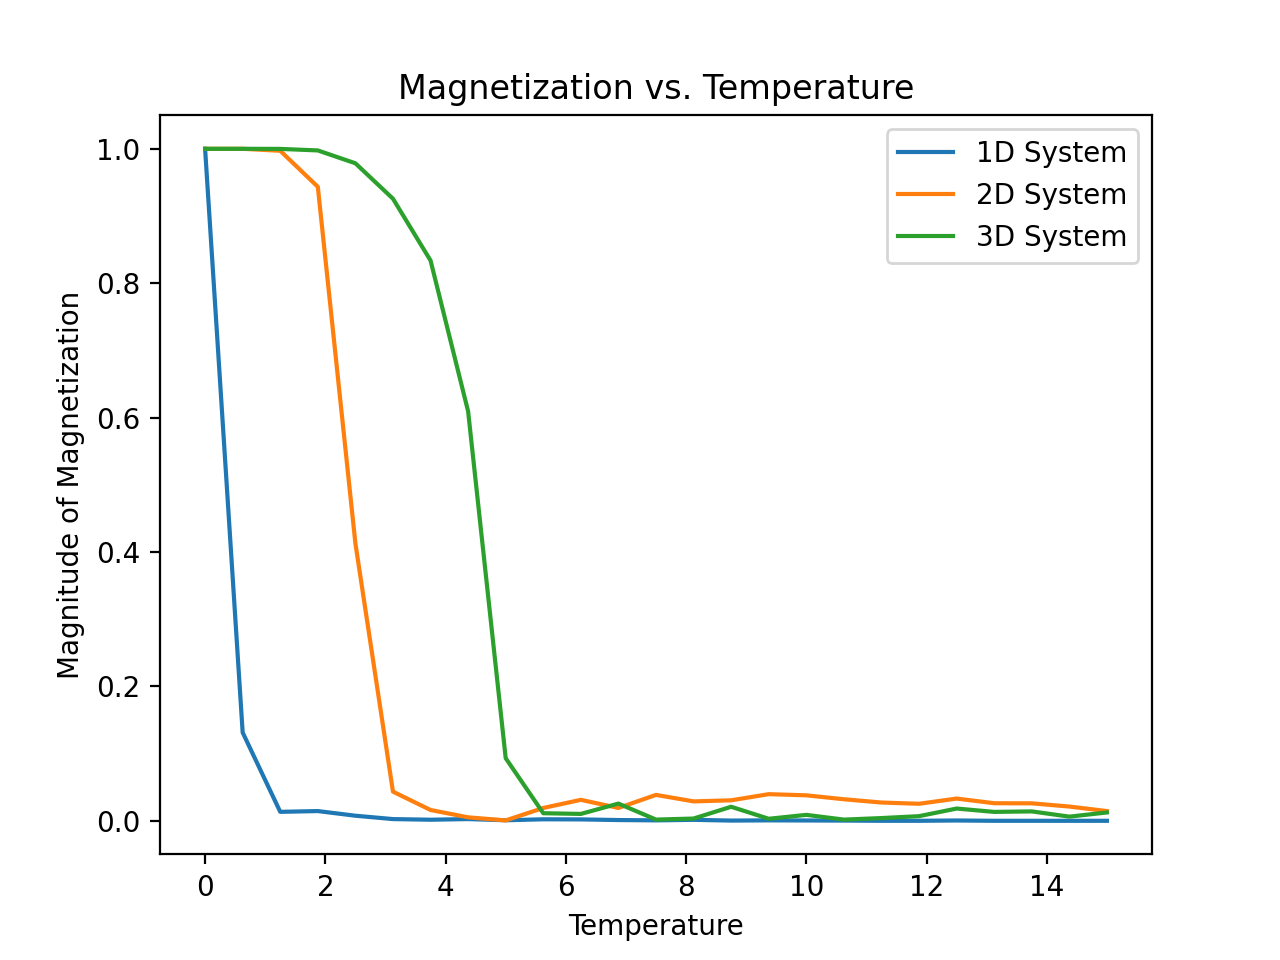 Magnetization vs. Temperature
1D System
2D System
3D System
Magnitude of Magnetization
1.0
0.8
0.6
0.4
0.2
0.0
0 2 4 6 8 10 12 14
Temperature